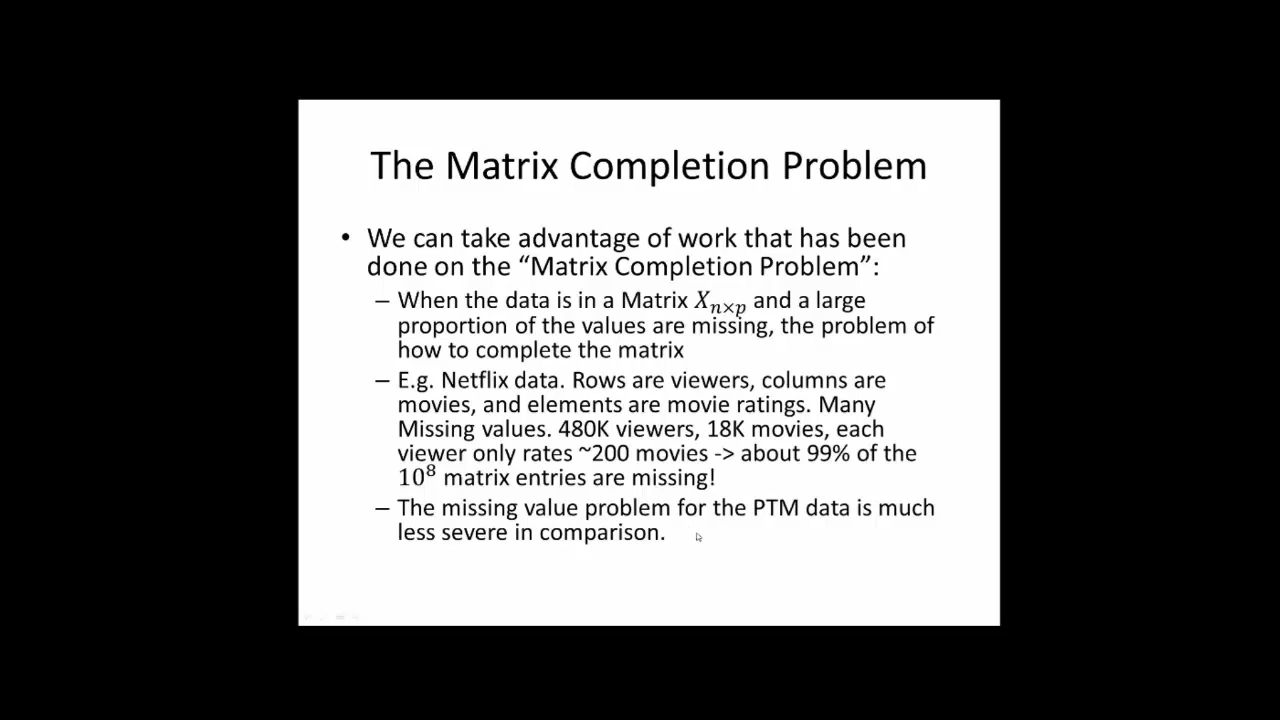 The Matrix Completion Problem
• We can take advantage of work that has been
done on the “Matrix Completion Problem”:
– When the data is in a Matrix Xₙₓₚ and a large
proportion of the values are missing, the problem of
how to complete the matrix
– E.g. Netflix data. Rows are viewers, columns are
movies, and elements are movie ratings. Many
Missing values. 480K viewers, 18K movies, each
viewer only rates ~200 movies -> about 99% of the
10⁸ matrix entries are missing!
– The missing value problem for the PTM data is much
less severe in comparison.